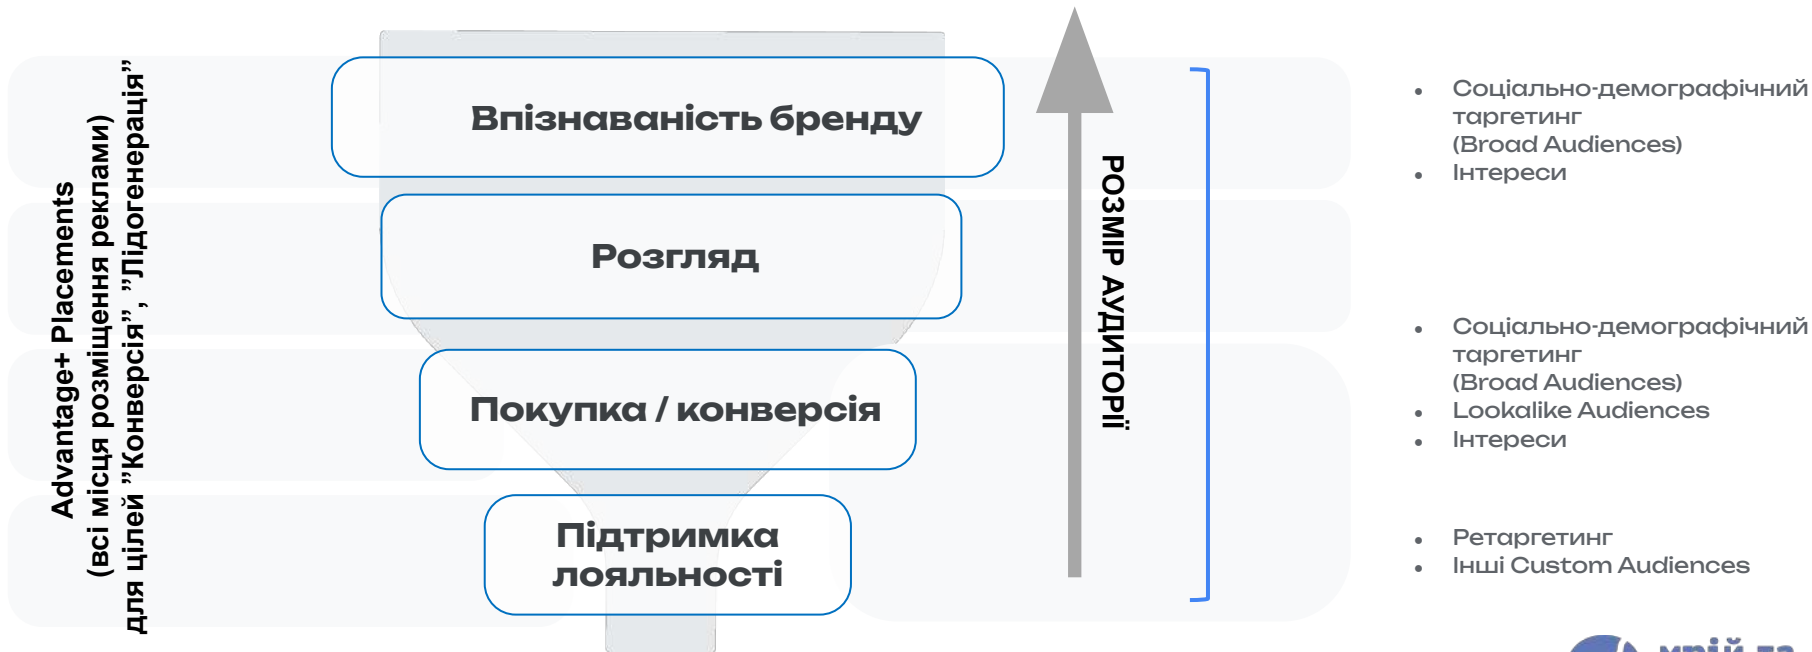 Advantage+ Placements
(всі місця розміщення реклами)
для цілей ”Конверсія”, ”Лідогенерація”
Впізнаваність бренду
Розгляд
Покупка / конверсія
Підтримка
лояльності
РОЗМІР АУДИТОРІЇ
• Соціально-демографічний
таргетинг
(Broad Audiences)
• Інтереси
• Соціально-демографічний
таргетинг
(Broad Audiences)
• Lookalike Audiences
• Інтереси
• Ретаргетинг
• Інші Custom Audiences